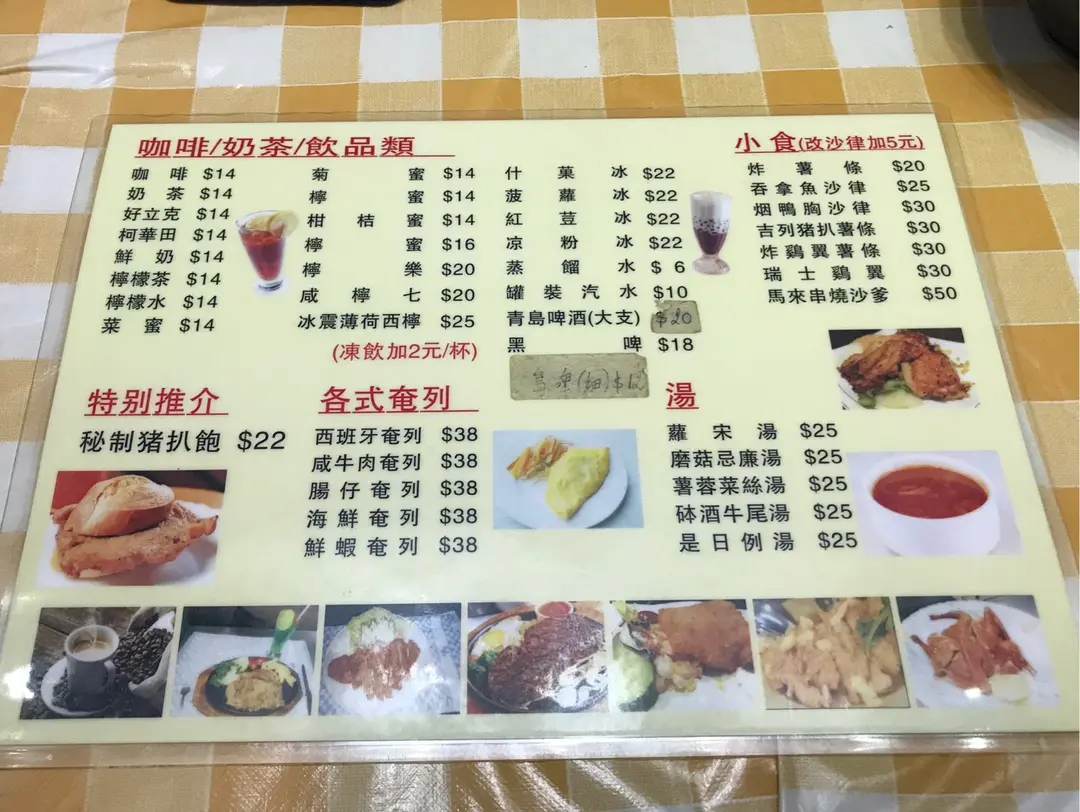 咖啡/奶茶/飲品類
咖啡 $14
奶茶 $14
好立克 $14
柯華田 $14
鮮奶 $14
檸檬茶 $14
檸檬水 $14
菜蜜 $14
菊蜜 $14
檸蜜 $14
柑桔蜜 $14
檸蜜 $16
檸樂 $20
咸檸七 $20
冰震薄荷西檸 $25
(凍飲加2元/杯)
什菓冰 $22
菠蘿冰 $22
紅荳冰 $22
凉粉冰 $22
蒸餾水 $6
罐裝汽水 $10
青島啤酒(大支) $20
黑啤 $18
啤(細)
小食(改沙律加5元)
炸薯條 $20
吞拿魚沙律 $25
烟鴨胸沙律 $30
吉列猪扒薯條 $30
炸鷄翼薯條 $30
瑞士鷄翼 $30
馬來串燒沙爹 $50
特别推介
秘制猪扒飽 $22
各式奄列
西班牙奄列 $38
咸牛肉奄列 $38
腸仔奄列 $38
海鮮奄列 $38
鮮蝦奄列 $38
湯
蘿宋湯 $25
磨菇忌廉湯 $25
薯蓉菜絲湯 $25
砵酒牛尾湯 $25
是日例湯 $25